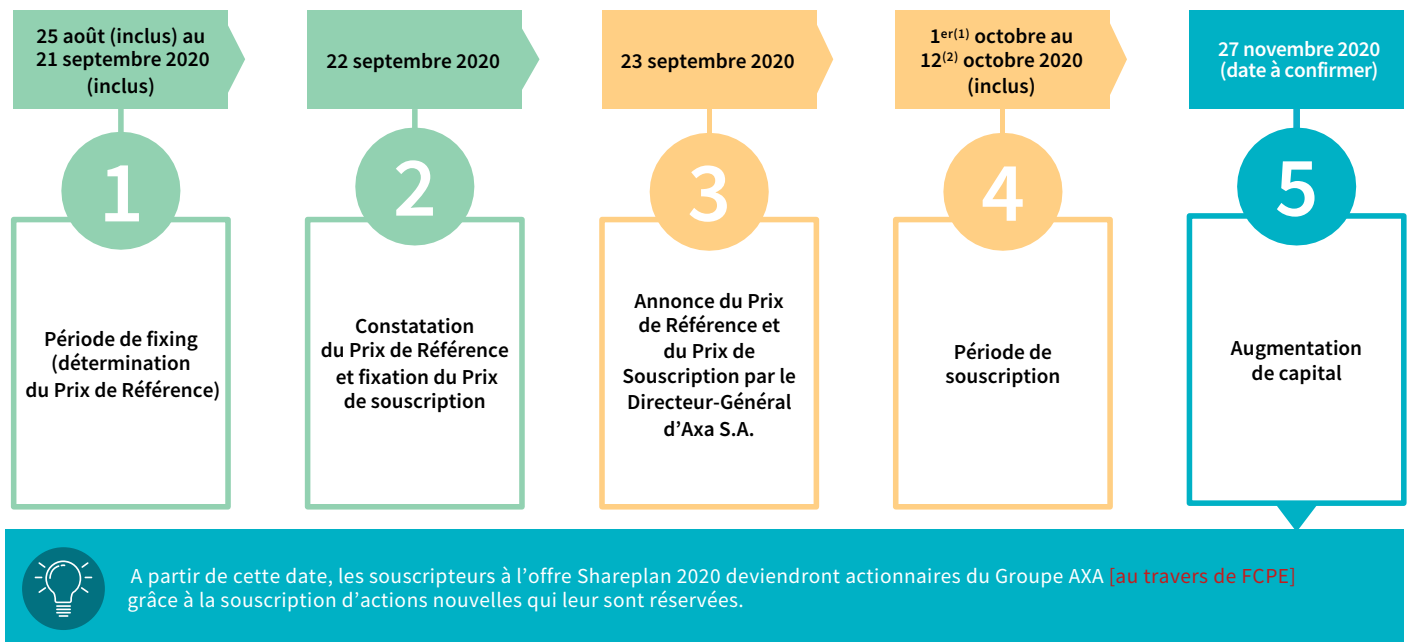 25 août (inclus) au
21 septembre 2020
(inclus)
1
Période de fixing
(détermination
du Prix de Référence)
22 septembre 2020
2
Constatation
du Prix de Référence
et fixation du Prix
de souscription
23 septembre 2020
3
Annonce du Prix
de Référence et
du Prix de
Souscription par le
Directeur-Général
d’Axa S.A.
1er(1) octobre au
12(2) octobre 2020
(inclus)
4
Période de
souscription
27 novembre 2020
(date à confirmer)
5
Augmentation
de capital
A partir de cette date, les souscripteurs à l’offre Shareplan 2020 deviendront actionnaires du Groupe AXA [au travers de FCPE]
grâce à la souscription d’actions nouvelles qui leur sont réservées.